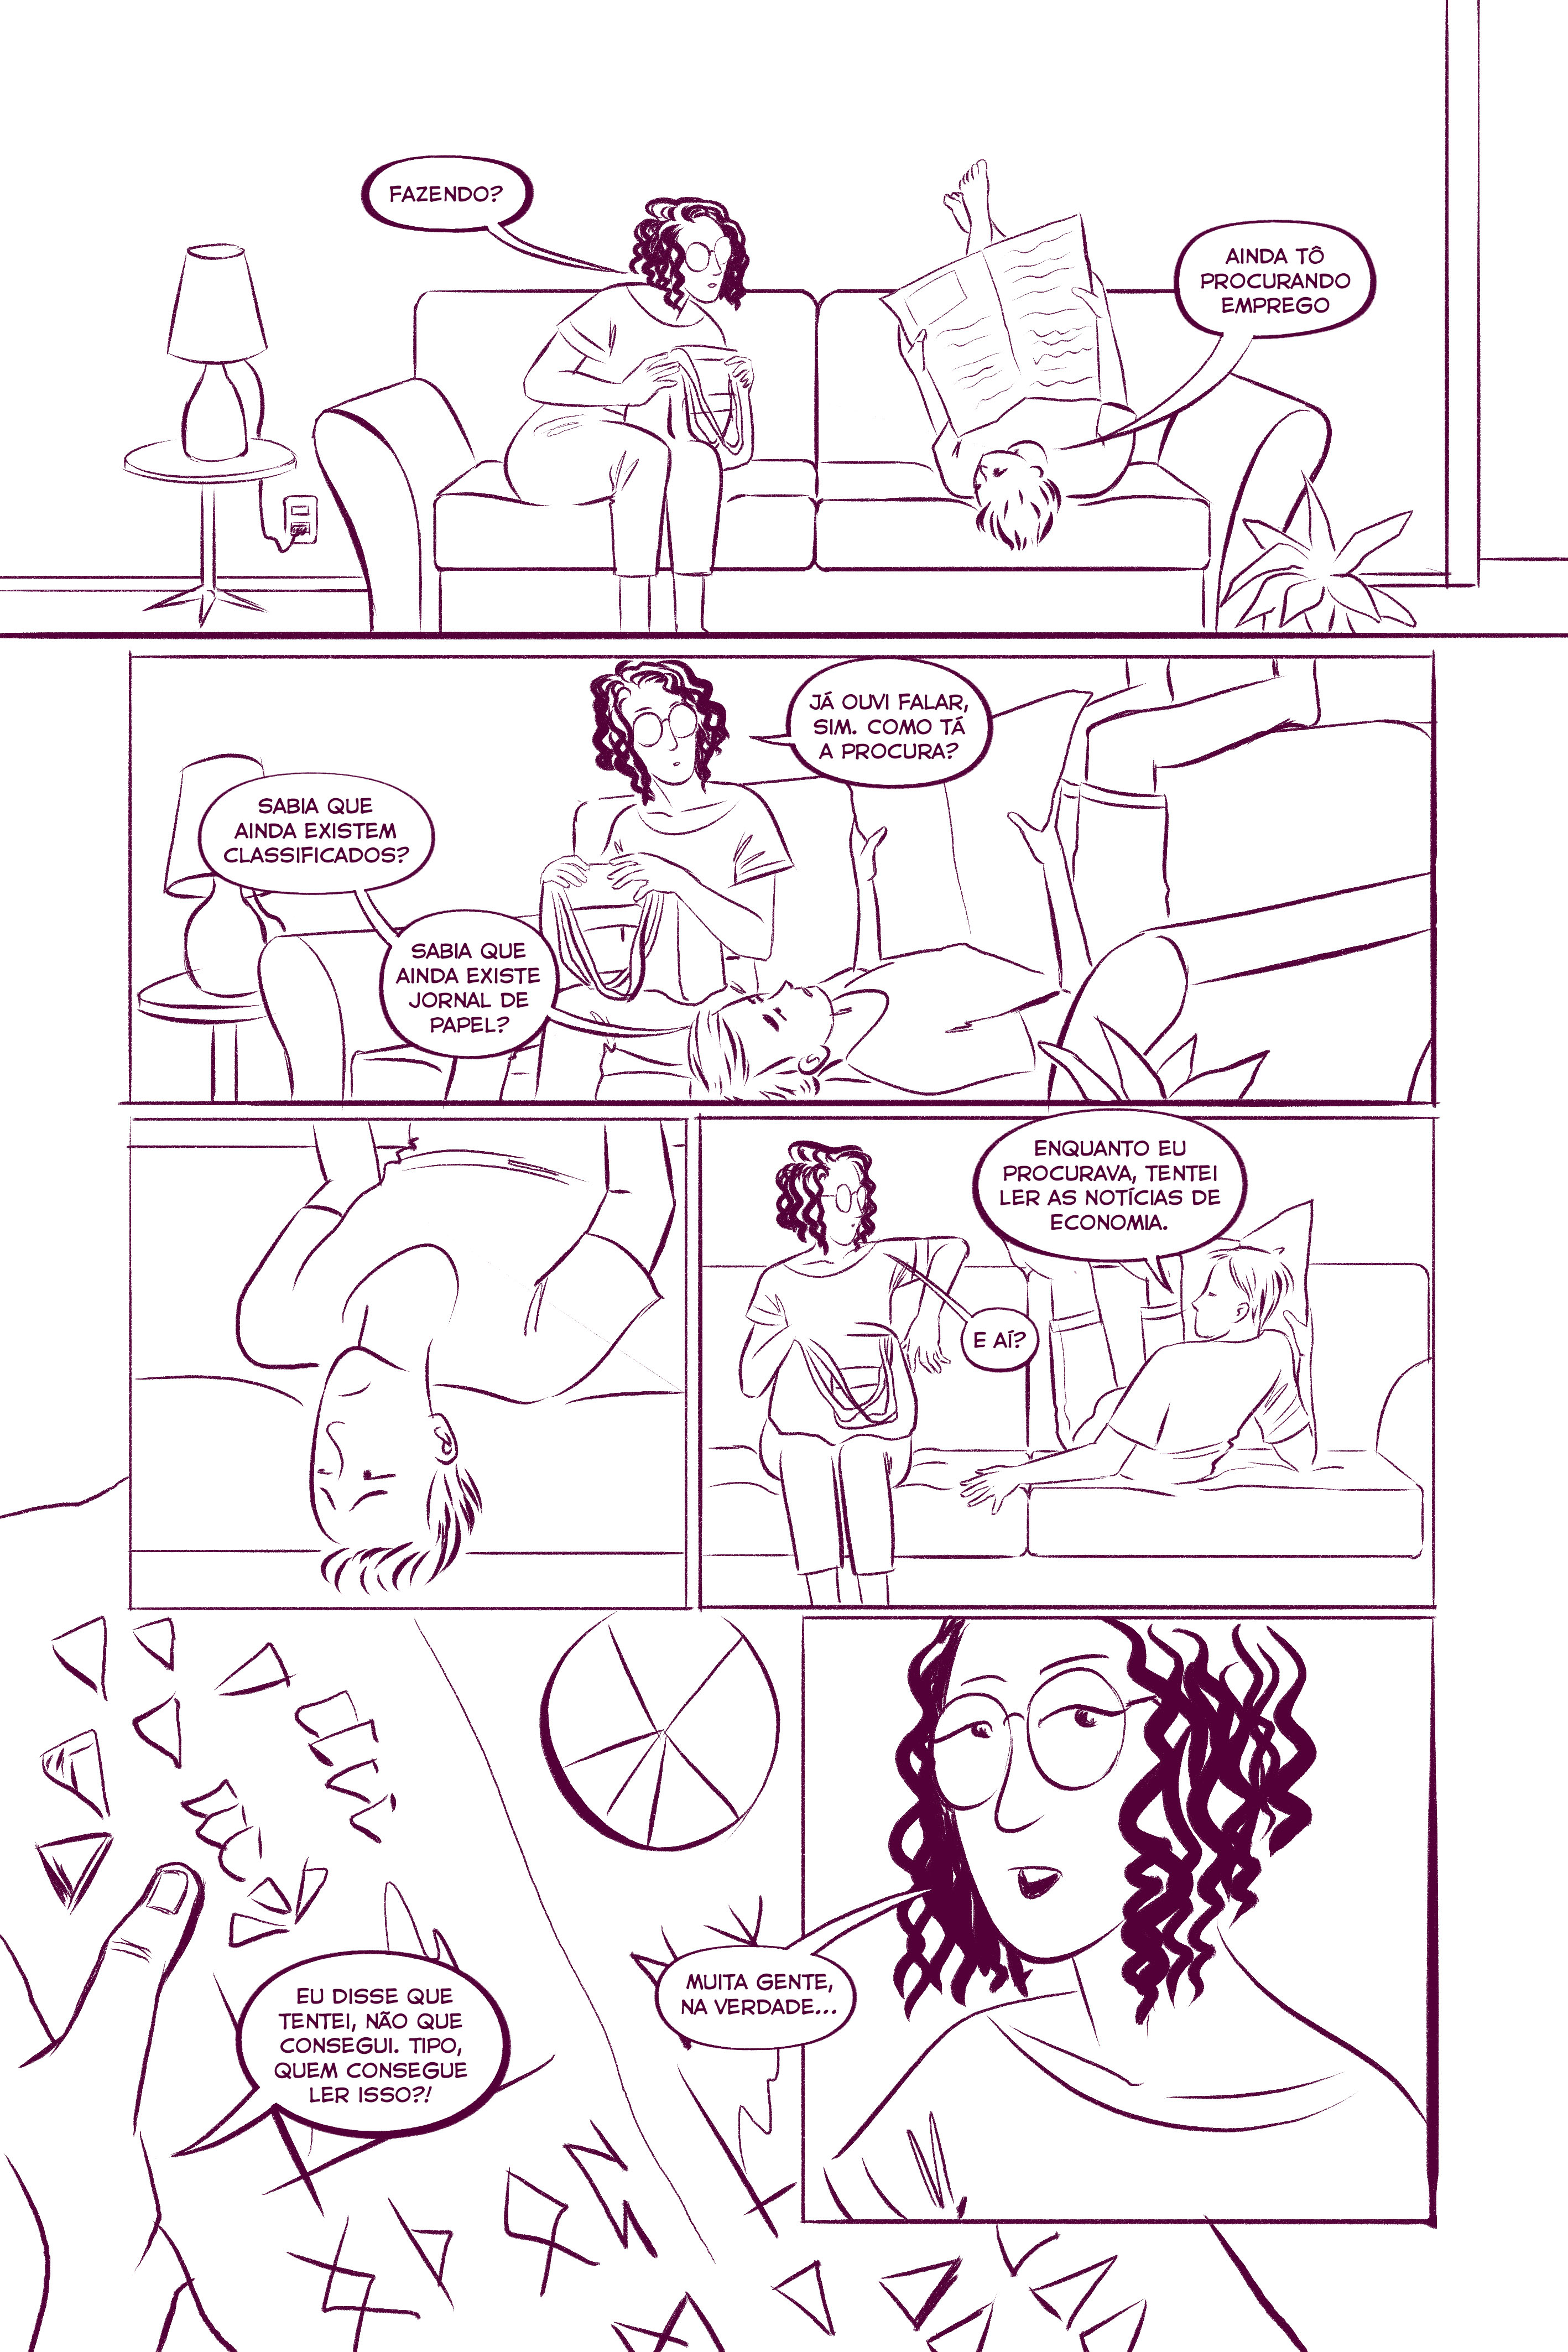 FAZENDO?
AINDA TÔ
PROCURANDO
EMPREGO
SABIA QUE
AINDA EXISTEM
CLASSIFICADOS?
SABIA QUE
AINDA EXISTE
JORNAL DE
PAPEL?
JÁ OUVI FALAR,
SIM. COMO TÁ
A PROCURA?
ENQUANTO EU
PROCURAVA, TENTEI
LER AS NOTÍCIAS DE
ECONOMIA.
E AÍ?
EU DISSE QUE
TENTEI, NÃO QUE
CONSEGUI. TIPO,
QUEM CONSEGUE
LER ISSO?!
MUITA GENTE,
NA VERDADE...